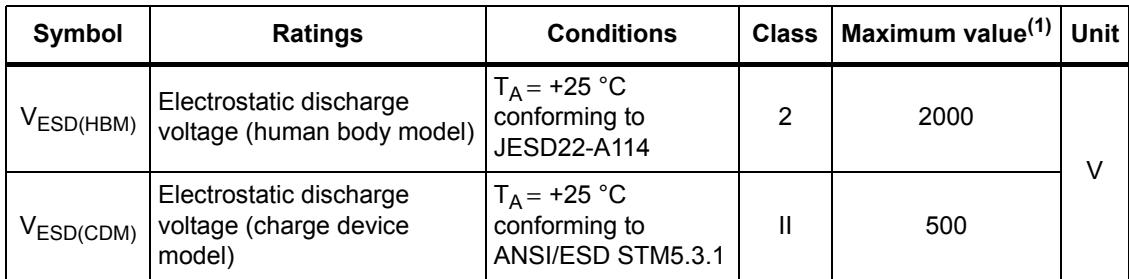 Symbol Ratings Conditions Class Maximum value(1) Unit
VESD(HBM)
Electrostatic discharge
voltage (human body model)
TA = +25 °C
conforming to
JESD22-A114
2
2000
V
VESD(CDM)
Electrostatic discharge
voltage (charge device
model)
TA = +25 °C
conforming to
ANSI/ESD STM5.3.1
II
500